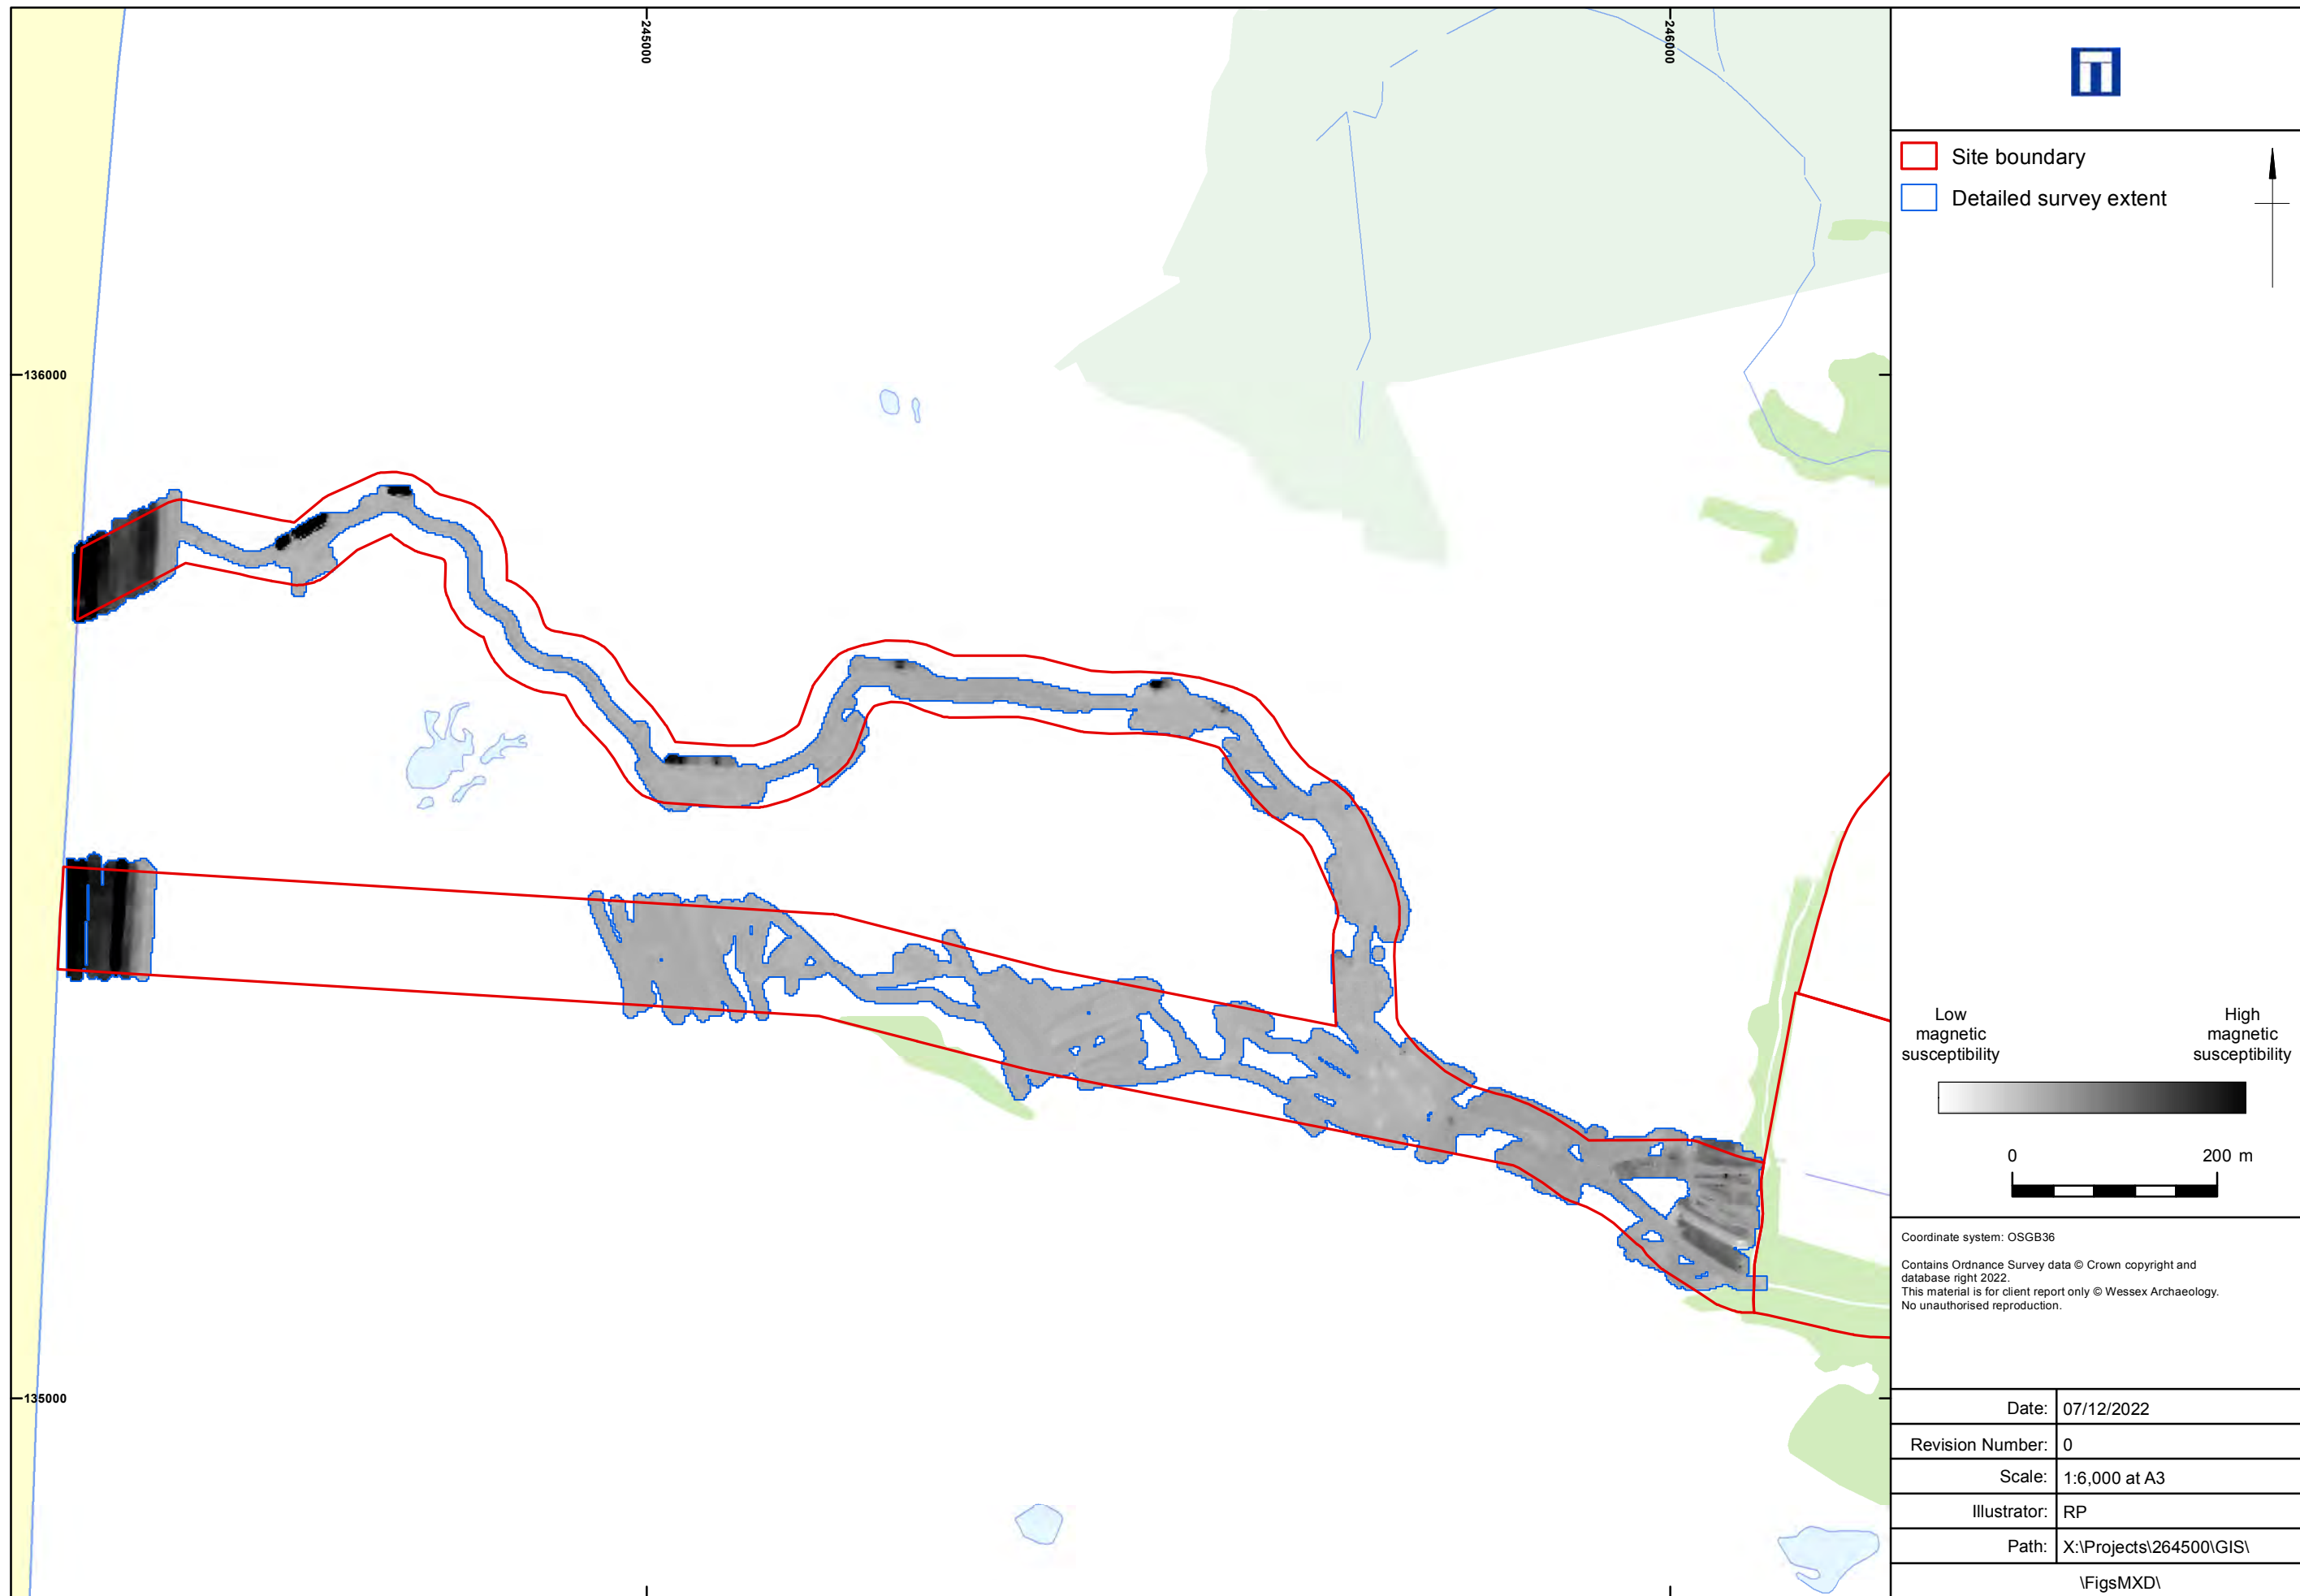 245000
246000
136000
135000
Site boundary
Detailed survey extent
Low
magnetic
susceptibility
High
magnetic
susceptibility
0 200 m
Coordinate system: OSGB36
Contains Ordnance Survey data © Crown copyright and
database right 2022.
This material is for client report only © Wessex Archaeology.
No unauthorised reproduction.
Date: 07/12/2022
Revision Number: 0
Scale: 1:6,000 at A3
Illustrator: RP
Path: X:\Projects\264500\GIS\
\FigsMXD\